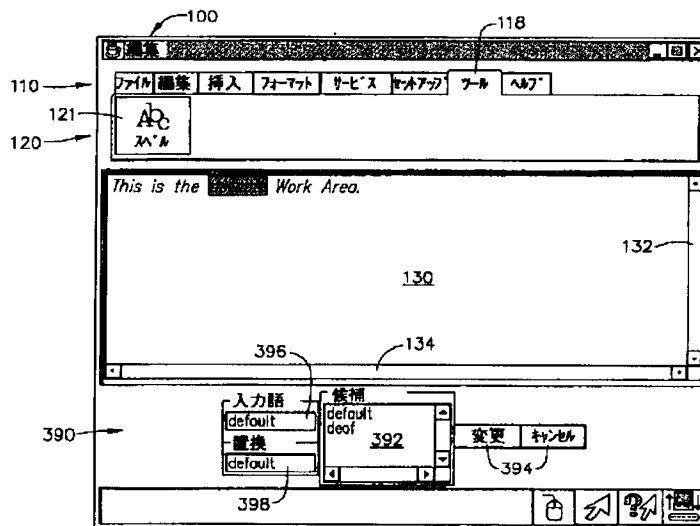 100
118
編集
110
ファイル 編集 挿入 フォーマット サービス セットアップ ツール ヘルプ
121
120
Abc
スペル
This is the Work Area.
132
130
134
396
入力語
候補
defoult
default
deof
392
390
置換
default
変更 キャンセル
394
398